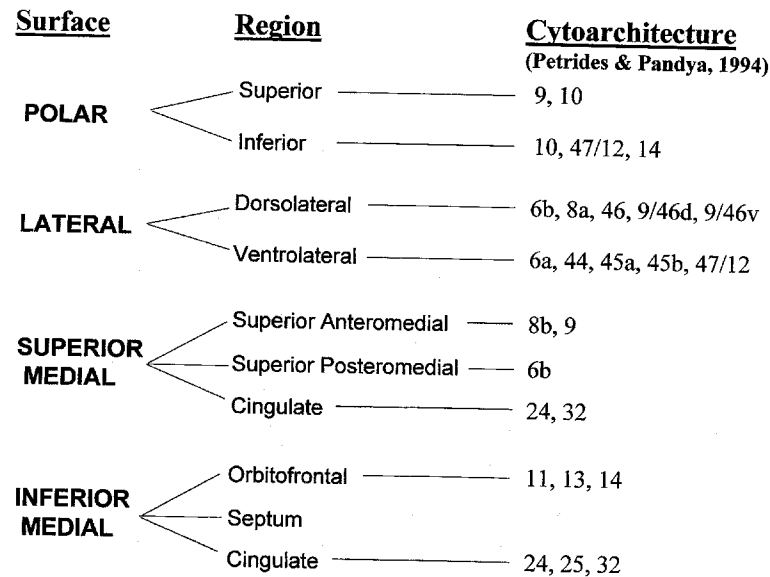 Surface Region Cytoarchitecture
(Petrides & Pandya, 1994)
POLAR
Superior 9, 10
Inferior 10, 47/12, 14
LATERAL
Dorsolateral 6b, 8a, 46, 9/46d, 9/46v
Ventrolateral 6a, 44, 45a, 45b, 47/12
SUPERIOR
MEDIAL
Superior Anteromedial 8b, 9
Superior Posteromedial 6b
Cingulate 24, 32
INFERIOR
MEDIAL
Orbitofrontal 11, 13, 14
Septum
Cingulate 24, 25, 32